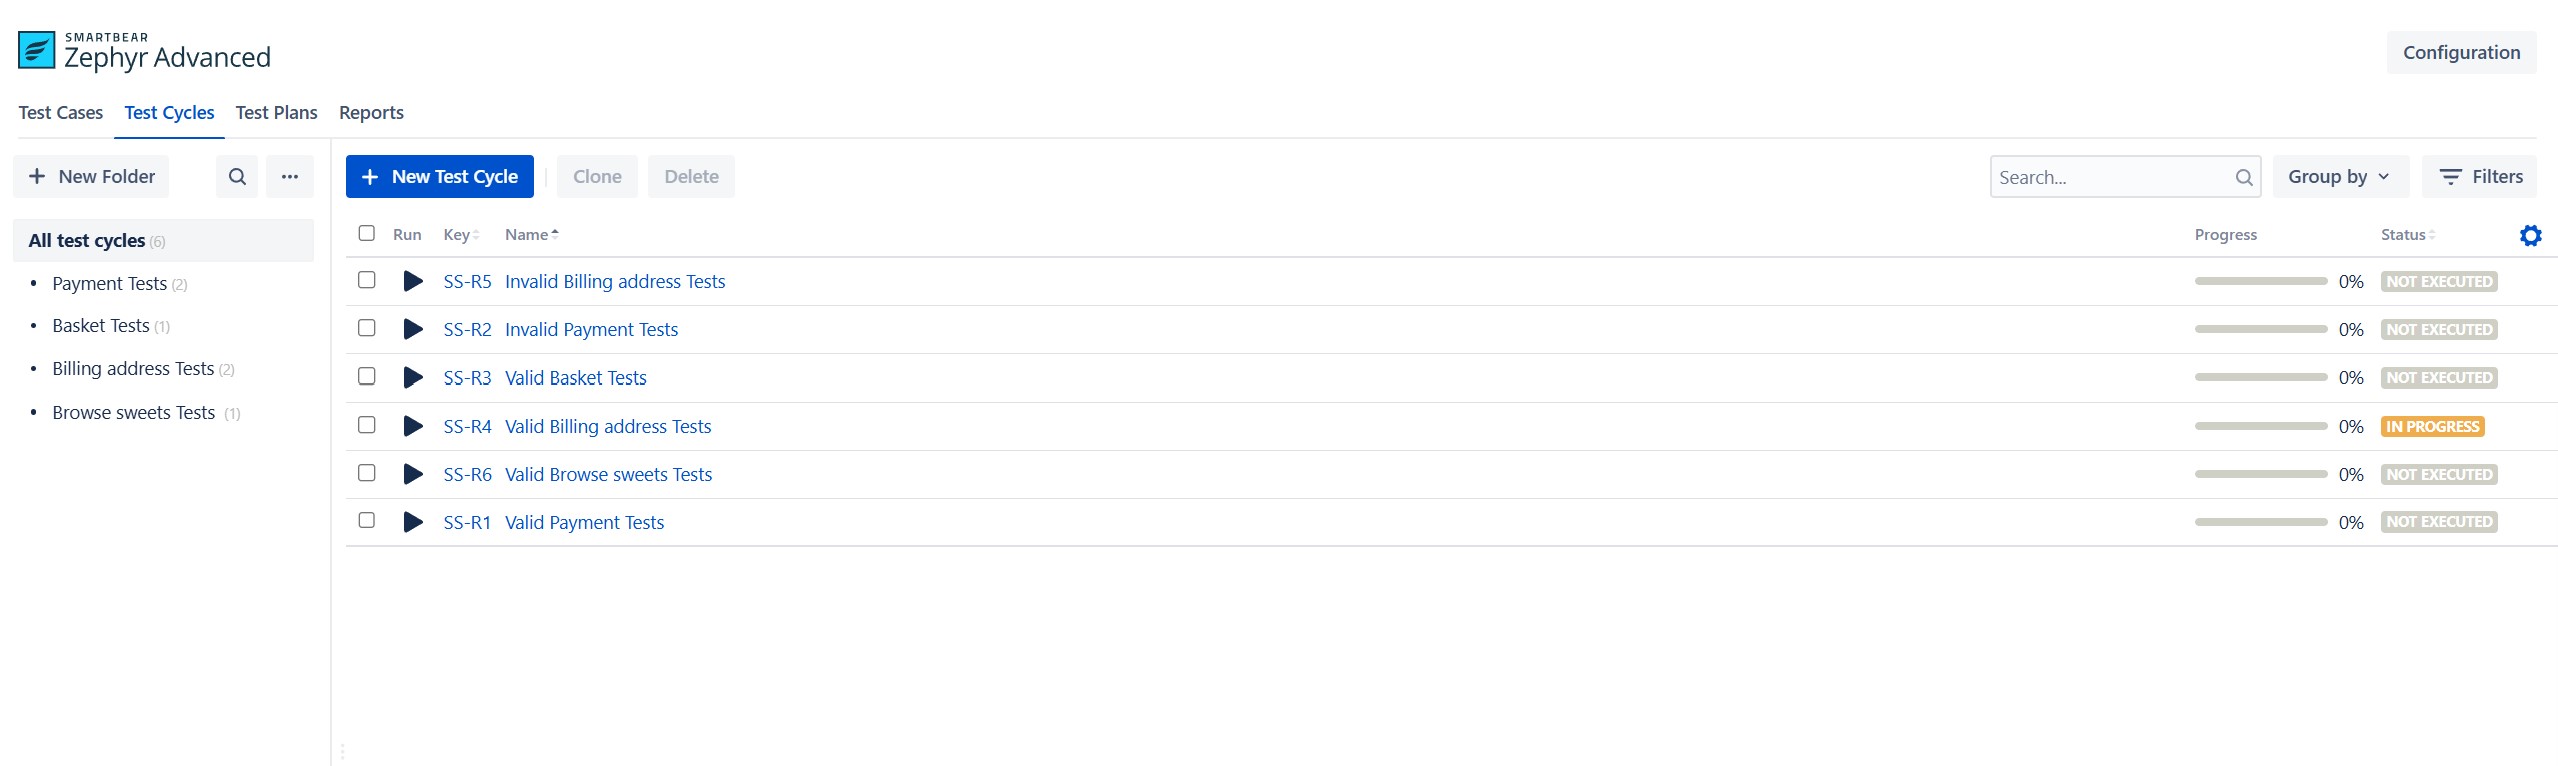 SMARTBEAR
Zephyr Advanced
Configuration
Test Cases Test Cycles Test Plans Reports
+ New Folder ...
All test cycles (6)
• Payment Tests (2)
• Basket Tests (1)
• Billing address Tests (2)
• Browse sweets Tests (1)
+ New Test Cycle Clone Delete Search... Group by Filters
Run Key Name Progress Status
SS-R5 Invalid Billing address Tests 0% NOT EXECUTED
SS-R2 Invalid Payment Tests 0% NOT EXECUTED
SS-R3 Valid Basket Tests 0% NOT EXECUTED
SS-R4 Valid Billing address Tests 0% IN PROGRESS
SS-R6 Valid Browse sweets Tests 0% NOT EXECUTED
SS-R1 Valid Payment Tests 0% NOT EXECUTED